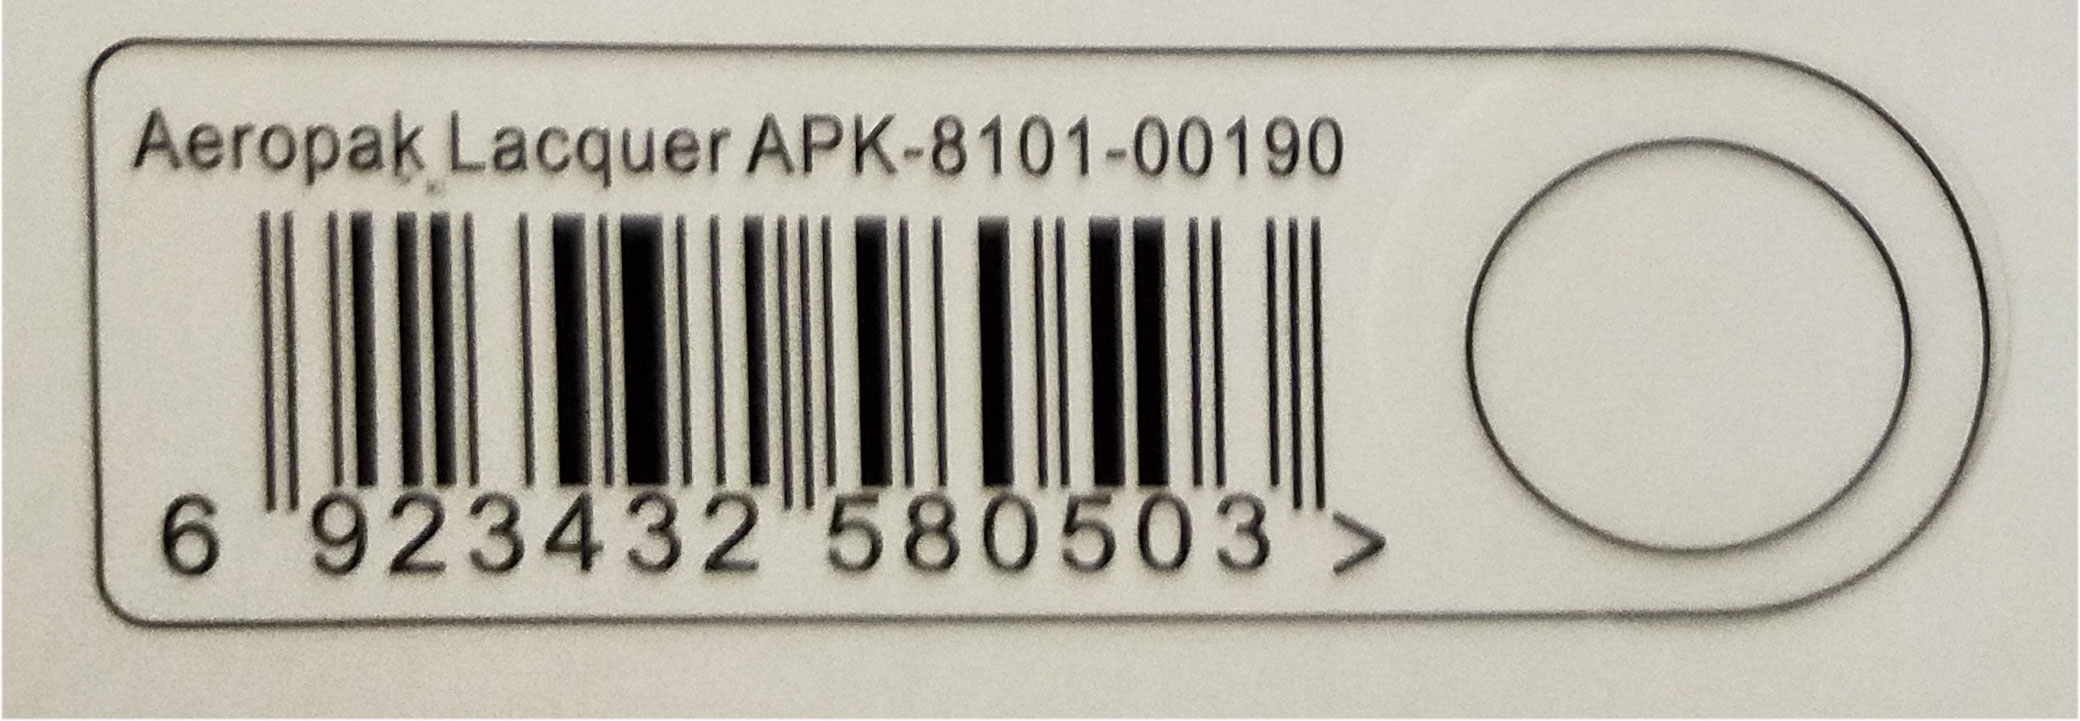 Aeropak Lacquer APK-8101-00190
6 923432 580503 >